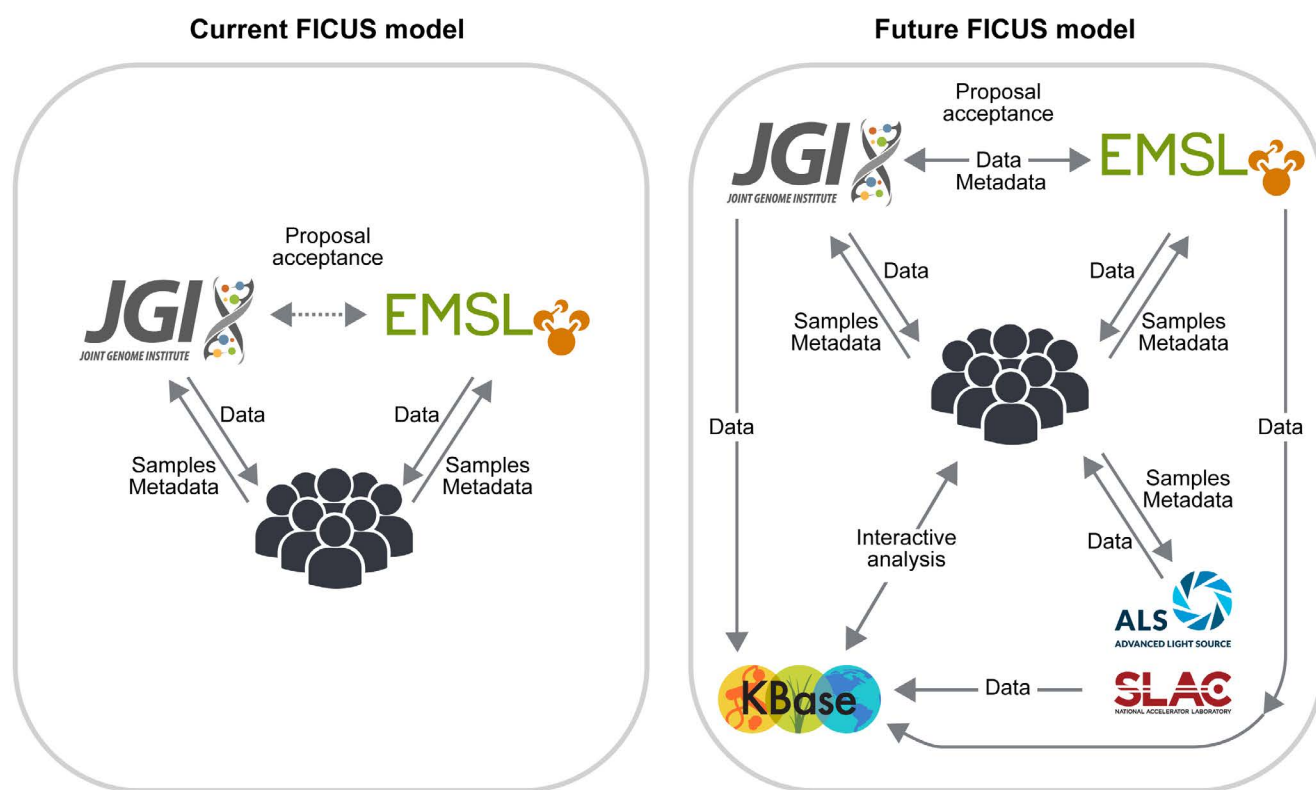 Current FICUS model
Proposal
acceptance
JGI
JOINT GENOME INSTITUTE
EMSL
Data
Data
Samples
Metadata
Samples
Metadata
Future FICUS model
Proposal
acceptance
JGI
JOINT GENOME INSTITUTE
Data
Metadata
EMSL
Data
Data
Samples
Metadata
Samples
Metadata
Data
Data
Samples
Metadata
Interactive
analysis
Data
ALS
ADVANCED LIGHT SOURCE
KBase
Data
SLAC
NATIONAL ACCELERATOR LABORATORY